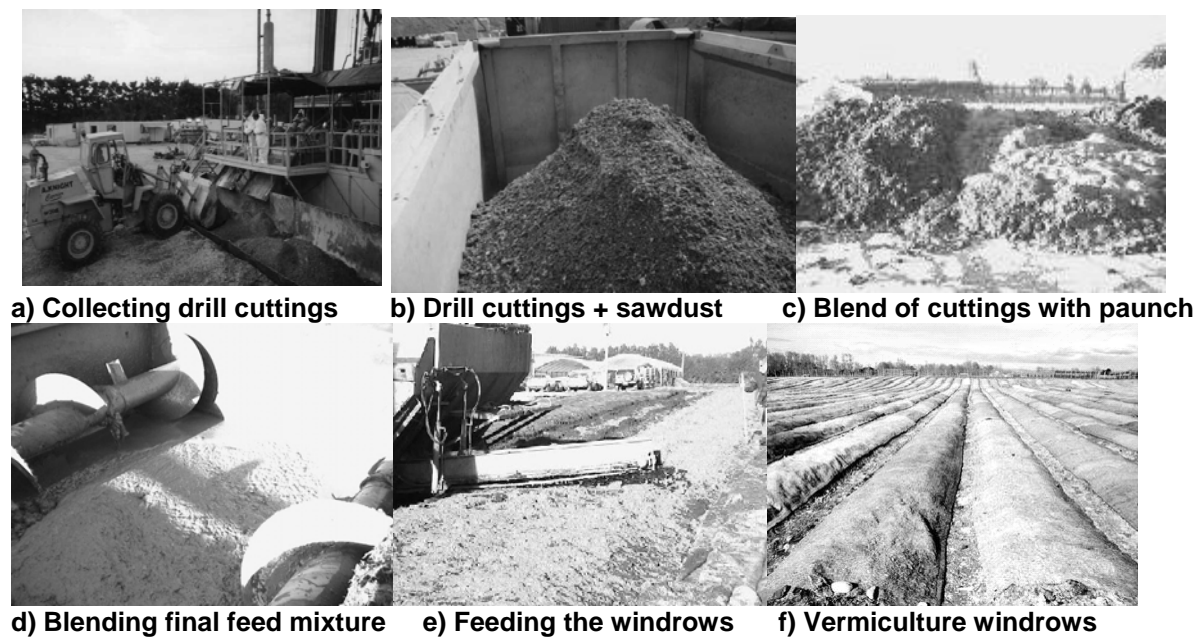 A.KNIGHT
a) Collecting drill cuttings
b) Drill cuttings + sawdust
c) Blend of cuttings with paunch
d) Blending final feed mixture
e) Feeding the windrows
f) Vermiculture windrows